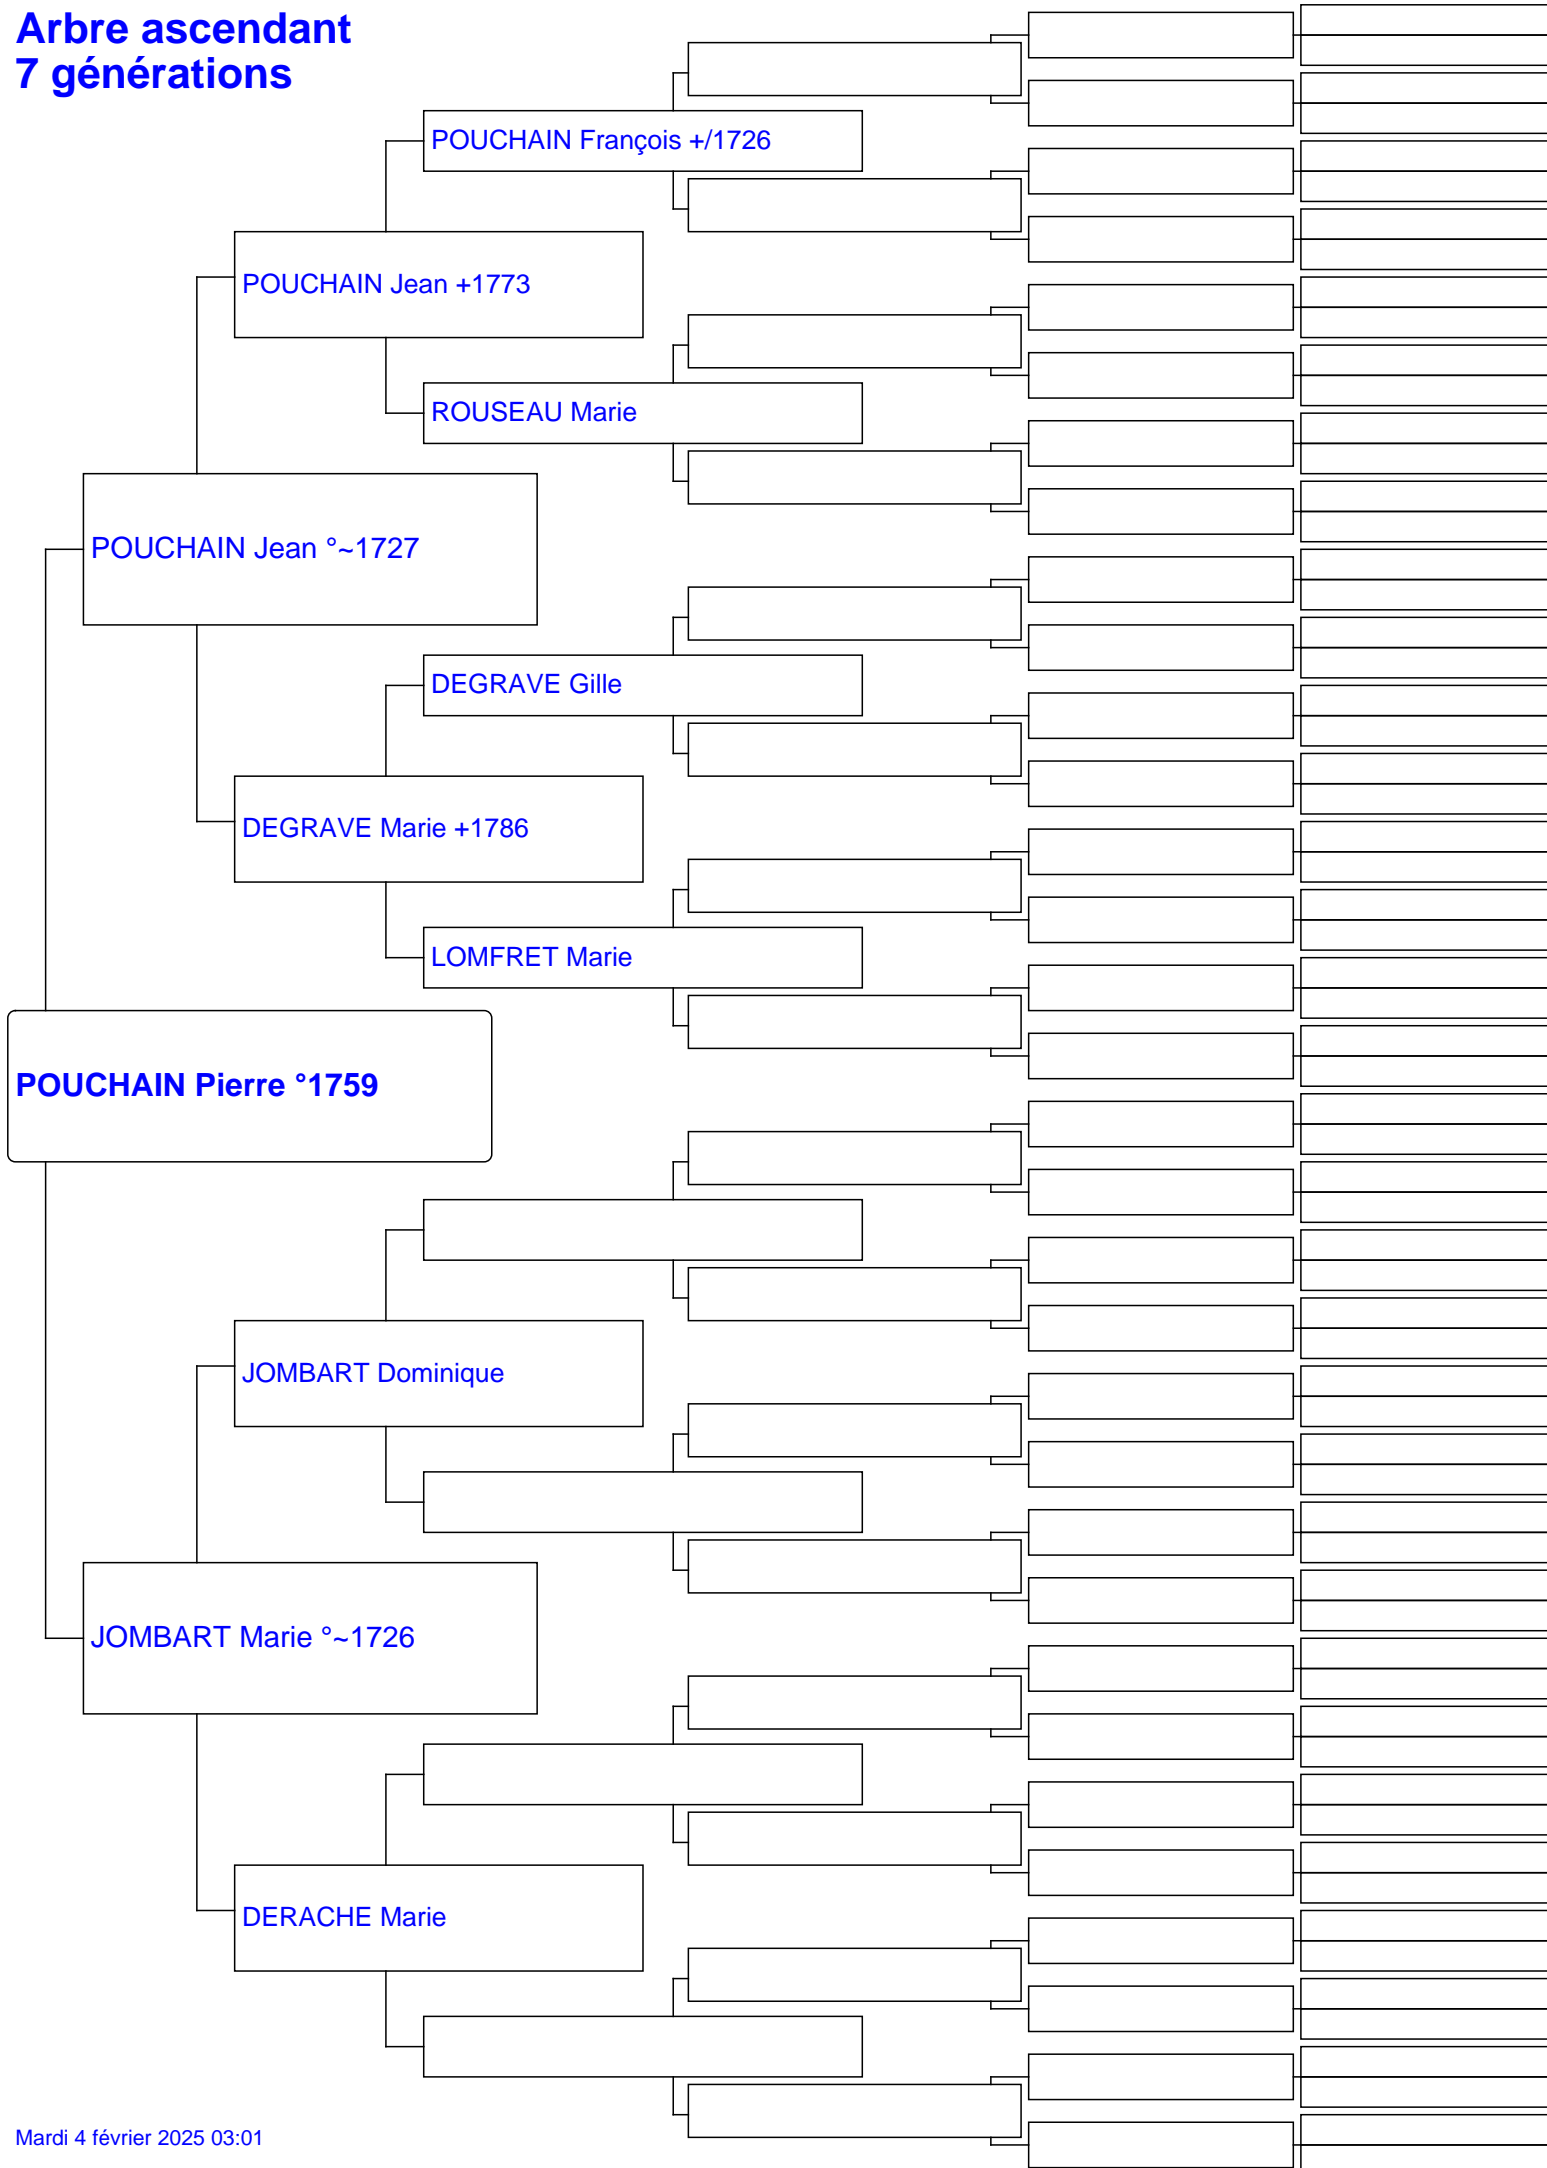 Arbre ascendant
7 générations
POUCHAIN François +/1726
POUCHAIN Jean +1773
ROUSEAU Marie
POUCHAIN Jean °~1727
DEGRAVE Gille
DEGRAVE Marie +1786
LOMFRET Marie
POUCHAIN Pierre °1759
JOMBART Dominique
JOMBART Marie °~1726
DERACHE Marie
Mardi 4 février 2025 03:01